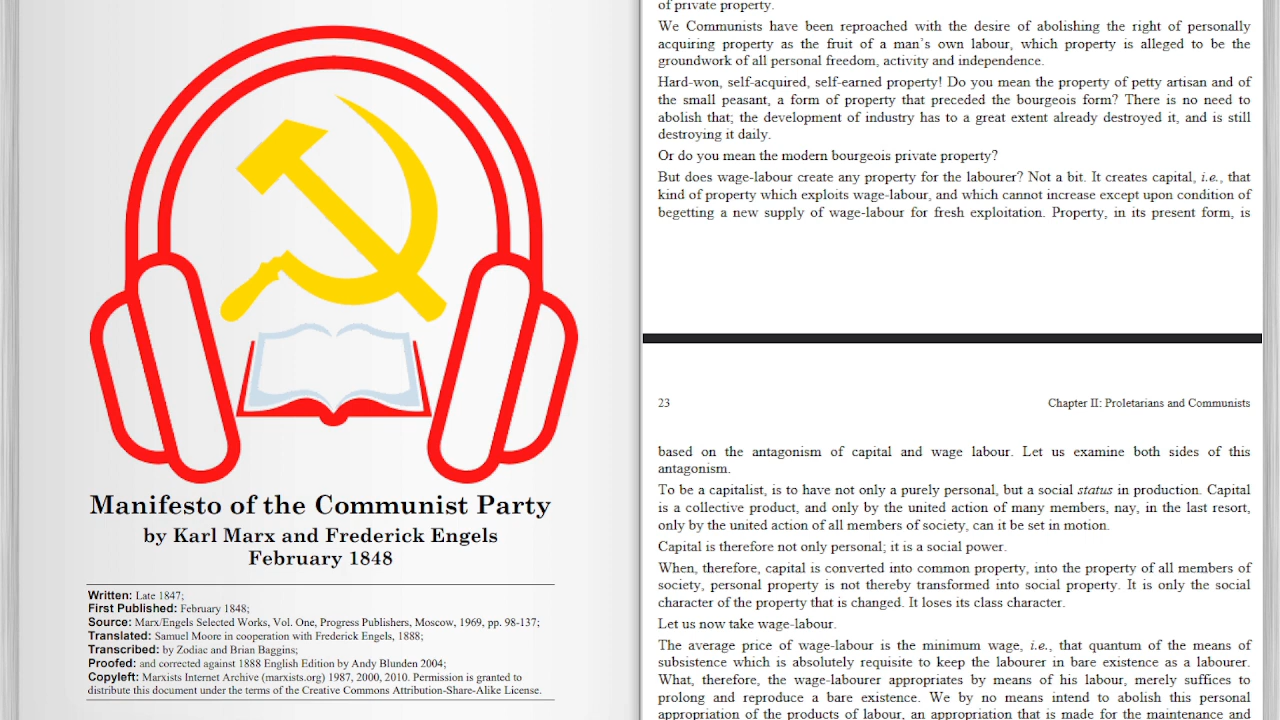 Manifesto of the Communist Party
by Karl Marx and Frederick Engels
February 1848
Written: Late 1847;
First Published: February 1848;
Source: Marx/Engels Selected Works, Vol. One, Progress Publishers, Moscow, 1969, pp. 98-137;
Translated: Samuel Moore in cooperation with Frederick Engels, 1888;
Transcribed: by Zodiac and Brian Baggins;
Proofed: and corrected against 1888 English Edition by Andy Blunden 2004;
Copyleft: Marxists Internet Archive (marxists.org) 1987, 2000, 2010. Permission is granted to
distribute this document under the terms of the Creative Commons Attribution-Share-Alike License.
of private property.
We Communists have been reproached with the desire of abolishing the right of personally
acquiring property as the fruit of a man's own labour, which property is alleged to be the
groundwork of all personal freedom, activity and independence.
Hard-won, self-acquired, self-earned property! Do you mean the property of petty artisan and of
the small peasant, a form of property that preceded the bourgeois form? There is no need to
abolish that; the development of industry has to a great extent already destroyed it, and is still
destroying it daily.
Or do you mean the modern bourgeois private property?
But does wage-labour create any property for the labourer? Not a bit. It creates capital, i.e., that
kind of property which exploits wage-labour, and which cannot increase except upon condition of
begetting a new supply of wage-labour for fresh exploitation. Property, in its present form, is
23 Chapter II: Proletarians and Communists
based on the antagonism of capital and wage labour. Let us examine both sides of this
antagonism.
To be a capitalist, is to have not only a purely personal, but a social status in production. Capital
is a collective product, and only by the united action of many members, nay, in the last resort,
only by the united action of all members of society, can it be set in motion.
Capital is therefore not only personal; it is a social power.
When, therefore, capital is converted into common property, into the property of all members of
society, personal property is not thereby transformed into social property. It is only the social
character of the property that is changed. It loses its class character.
Let us now take wage-labour.
The average price of wage-labour is the minimum wage, i.e., that quantum of the means of
subsistence which is absolutely requisite to keep the labourer in bare existence as a labourer.
What, therefore, the wage-labourer appropriates by means of his labour, merely suffices to
prolong and reproduce a bare existence. We by no means intend to abolish this personal
appropriation of the products of labour, an appropriation that is made for the maintenance and